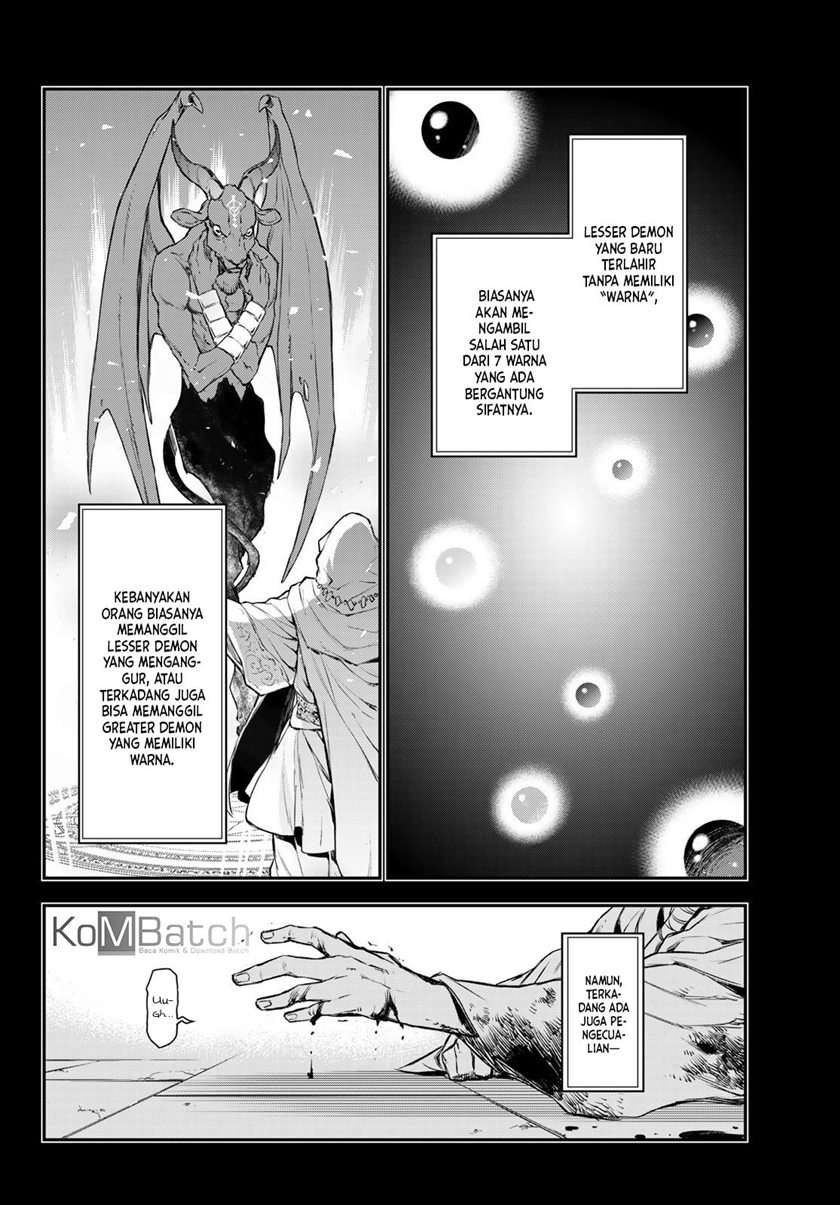 LESSER DEMON
YANG BARU
TERLAHIR
TANPA MEMILIKI
"WARNA",
BIASANYA
AKAN ME-
NGAMBIL
SALAH SATU
DARI 7 WARNA
YANG ADA
BERGANTUNG
SIFATNYA.
KEBANYAKAN
ORANG BIASANYA
MEMANGGIL
LESSER DEMON
YANG MENGANG-
GUR, ATAU
TERKADANG JUGA
BISA MEMANGGIL
GREATER DEMON
YANG MEMILIKI
WARNA.
NAMUN,
TERKA-
DANG ADA
JUGA PE-
NGECUA-
LIAN—
Uu-
gh...
KoMBatch
Baca Komik & Download Batch